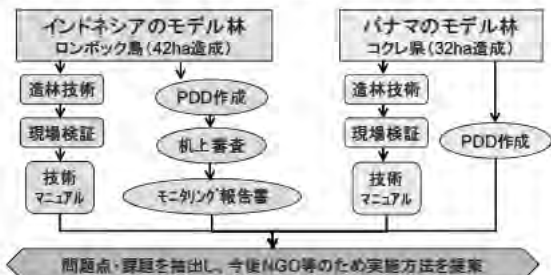 インドネシアのモデル林
ロンボック島(42ha造成)
造林技術
現場検証
技術
マニュアル
PDD作成
机上審査
モニタリング報告書
パナマのモデル林
コクレ県(32ha造成)
造林技術
現場検証
技術
マニュアル
PDD作成
問題点・課題を抽出し、今後NGO等のため実施方法を提案